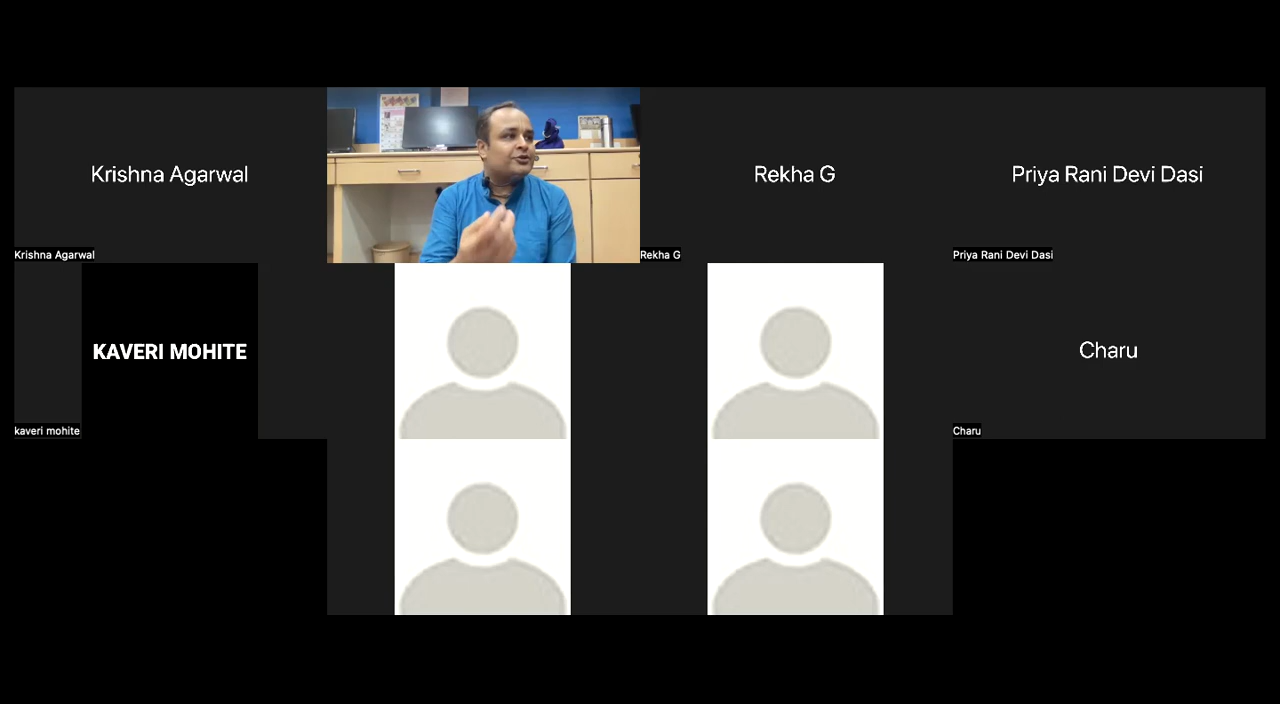 Krishna Agarwal
Rekha G
Priya Rani Devi Dasi
Krishna Agarwal
Rekha G
Priya Rani Devi Dasi
KAVERI MOHITE
Charu
kaveri mohite
Charu